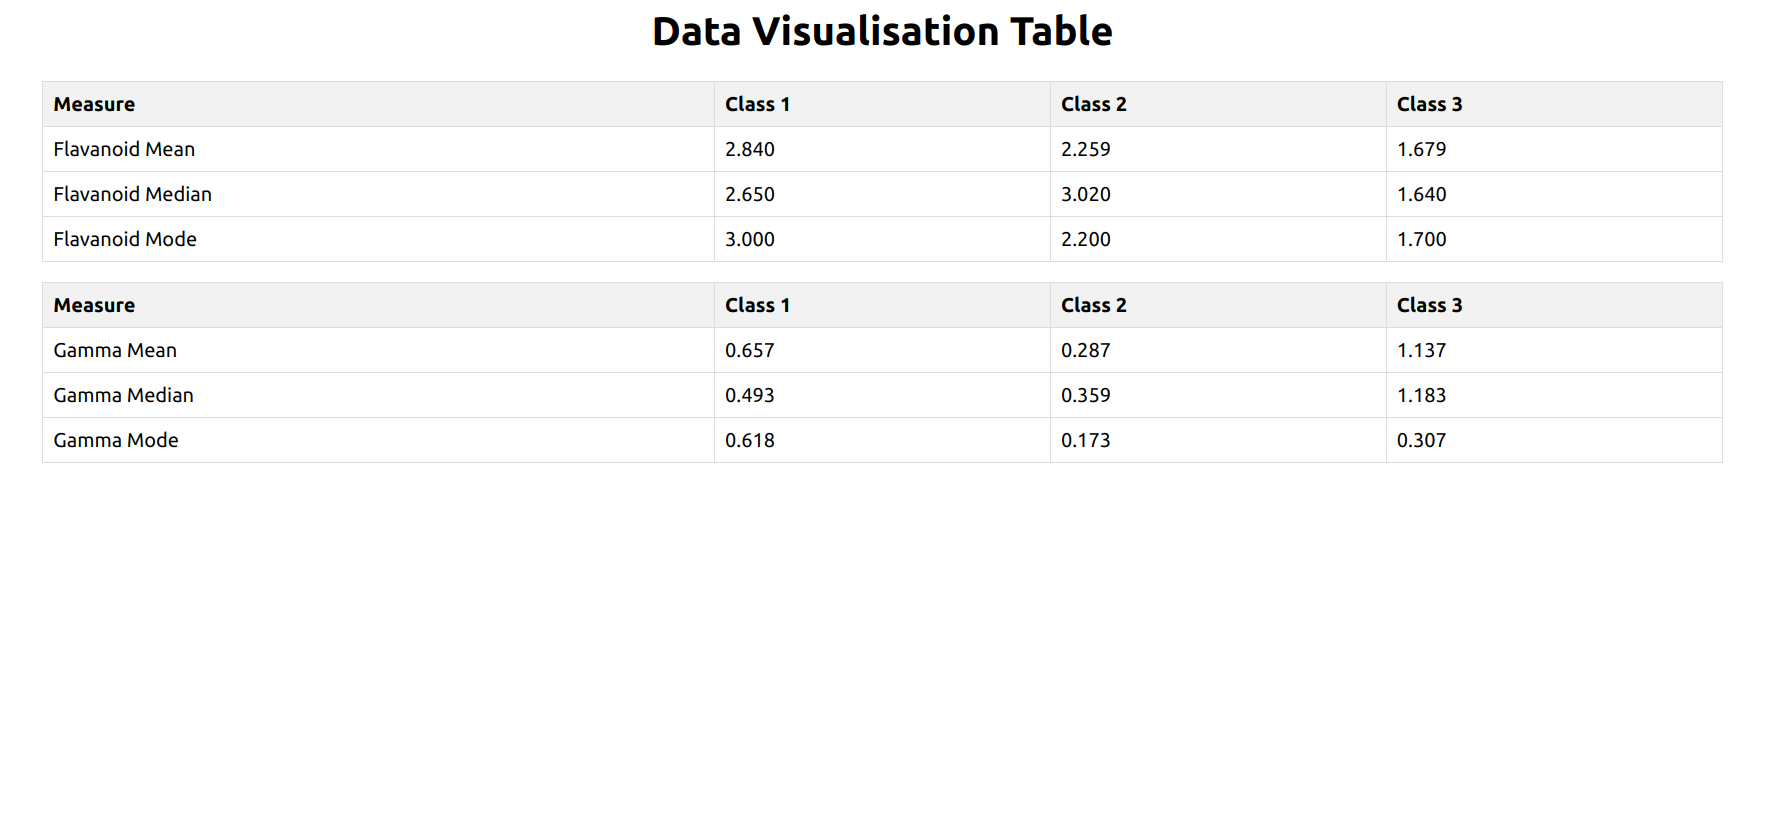 Data Visualisation Table
Measure Class 1 Class 2 Class 3
Flavanoid Mean 2.840 2.259 1.679
Flavanoid Median 2.650 3.020 1.640
Flavanoid Mode 3.000 2.200 1.700
Measure Class 1 Class 2 Class 3
Gamma Mean 0.657 0.287 1.137
Gamma Median 0.493 0.359 1.183
Gamma Mode 0.618 0.173 0.307